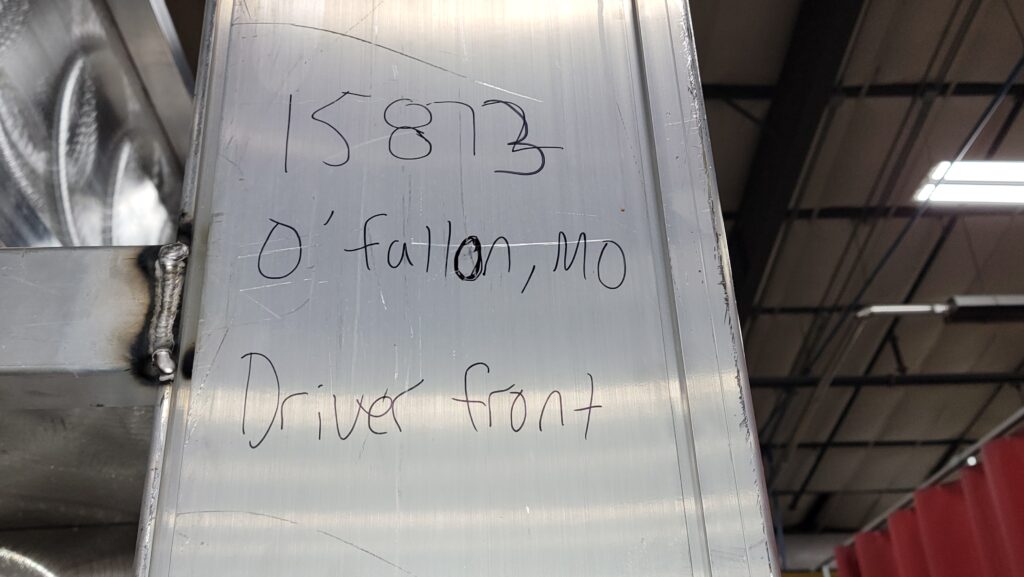 15873
O'fallon, MO
Driver front